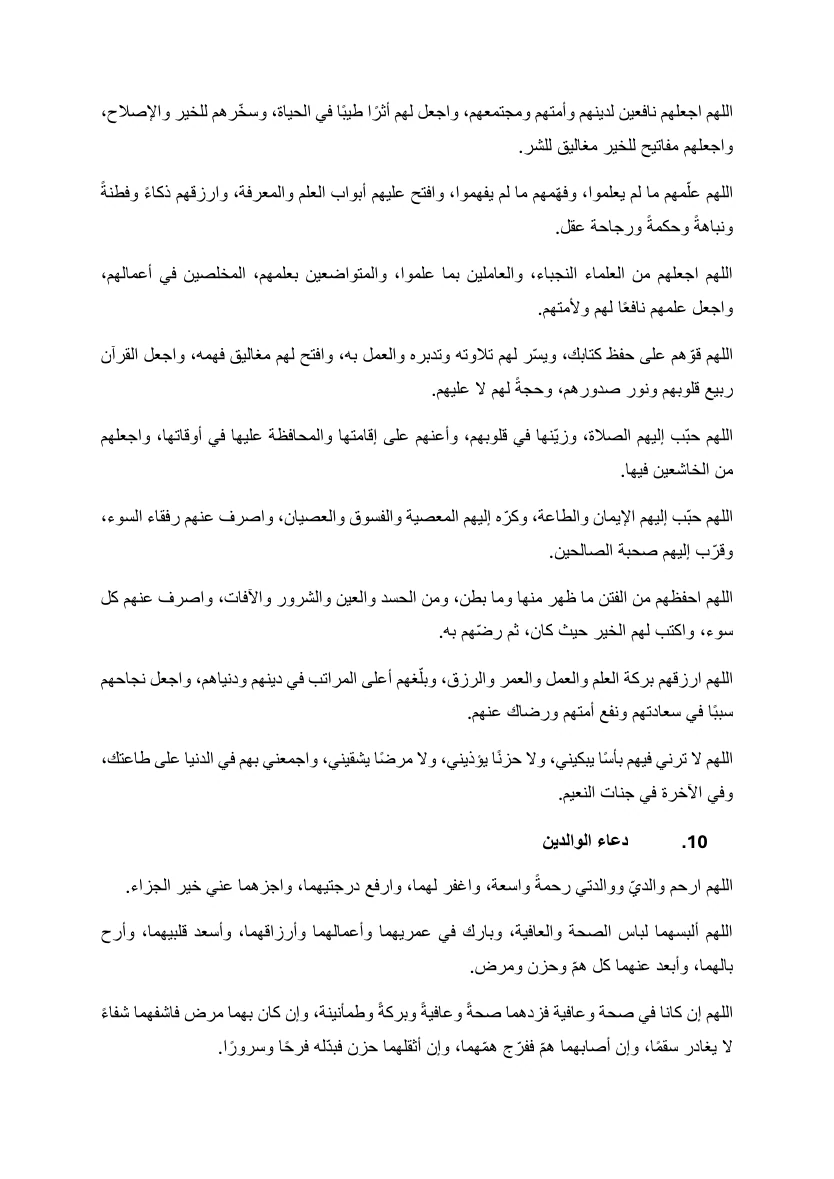 اللهم اجعلهم نافعين لدينهم وأمتهم ومجتمعهم، واجعل لهم أثرًا طيبًا في الحياة، وسخّرهم للخير والإصلاح،
واجعلهم مفاتيح للخير مغاليق للشر.
اللهم علّمهم ما لم يعلموا، وفهّمهم ما لم يفهموا، وافتح عليهم أبواب العلم والمعرفة، وارزقهم ذكاءً وفطنةً
ونباهةً وحكمةً ورجاحة عقل.
اللهم اجعلهم من العلماء النجباء، والعاملين بما علموا، والمتواضعين بعلمهم، المخلصين في أعمالهم،
واجعل علمهم نافعًا لهم ولأمتهم.
اللهم قوّهم على حفظ كتابك، ويسّر لهم تلاوته وتدبره والعمل به، وافتح لهم مغاليق فهمه، واجعل القرآن
ربيع قلوبهم ونور صدورهم، وحجةً لهم لا عليهم.
اللهم حبّب إليهم الصلاة، وزيّنها في قلوبهم، وأعنهم على إقامتها والمحافظة عليها في أوقاتها، واجعلهم
من الخاشعين فيها.
اللهم حبّب إليهم الإيمان والطاعة، وكرّه إليهم المعصية والفسوق والعصيان، واصرف عنهم رفقاء السوء،
وقرّب إليهم صحبة الصالحين.
اللهم احفظهم من الفتن ما ظهر منها وما بطن، ومن الحسد والعين والشرور والآفات، واصرف عنهم كل
سوء، واكتب لهم الخير حيث كان، ثم رضّهم به.
اللهم ارزقهم بركة العلم والعمل والعمر والرزق، وبلّغهم أعلى المراتب في دينهم ودنياهم، واجعل نجاحهم
سببًا في سعادتهم ونفع أمتهم ورضاك عنهم.
اللهم لا ترني فيهم بأسًا يبكيني، ولا حزنًا يؤذيني، ولا مرضًا يشقيني، واجمعني بهم في الدنيا على طاعتك،
وفي الآخرة في جنات النعيم.
10. دعاء الوالدين
اللهم ارحم والديّ ووالدتي رحمةً واسعة، واغفر لهما، وارفع درجتيهما، واجزهما عني خير الجزاء.
اللهم ألبسهما لباس الصحة والعافية، وبارك في عمريهما وأعمالهما وأرزاقهما، وأسعد قلبيهما، وأرح
بالهما، وأبعد عنهما كل همّ وحزن ومرض.
اللهم إن كانا في صحة وعافية فزدهما صحةً وعافيةً وبركةً وطمأنينة، وإن كان بهما مرض فاشفهما شفاءً
لا يغادر سقمًا، وإن أصابهما همّ ففرّج همّهما، وإن أثقلهما حزن فبدّله فرحًا وسرورًا.